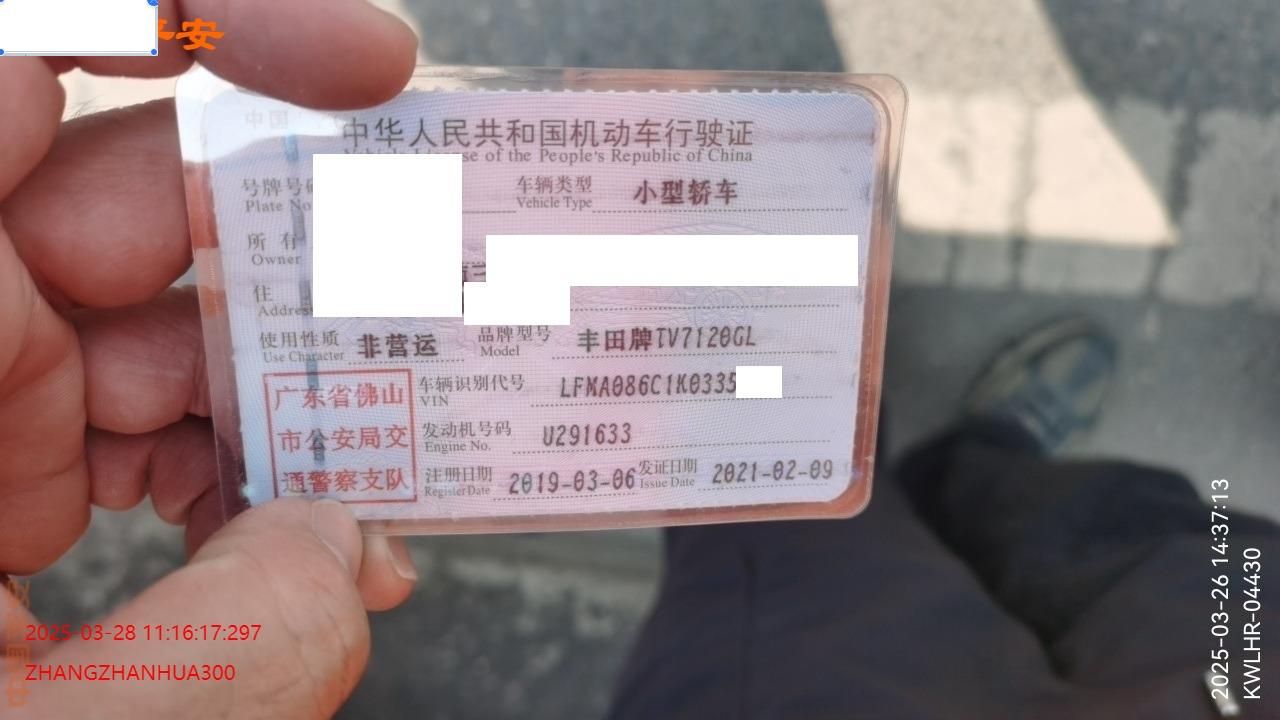 平安
中国
中华人民共和国机动车行驶证
Vehicle License of the People's Republic of China
号牌号码 车辆类型 小型轿车
Plate No Vehicle Type
所有
Owner
住
Address
使用性质 非营运 品牌型号 丰田牌TV7120GL
Use Character Model
广东省佛山
市公安局交
通警察支队
车辆识别代号 LFMA086C1K0335
VIN
发动机号码 U291633
Engine No.
注册日期 2019-03-06 发证日期 2021-02-09
Register Date Issue Date
2025-03-28 11:16:17:297
ZHANGZHANHUA300
2025-03-26 14:37:13
KWLHR-04430